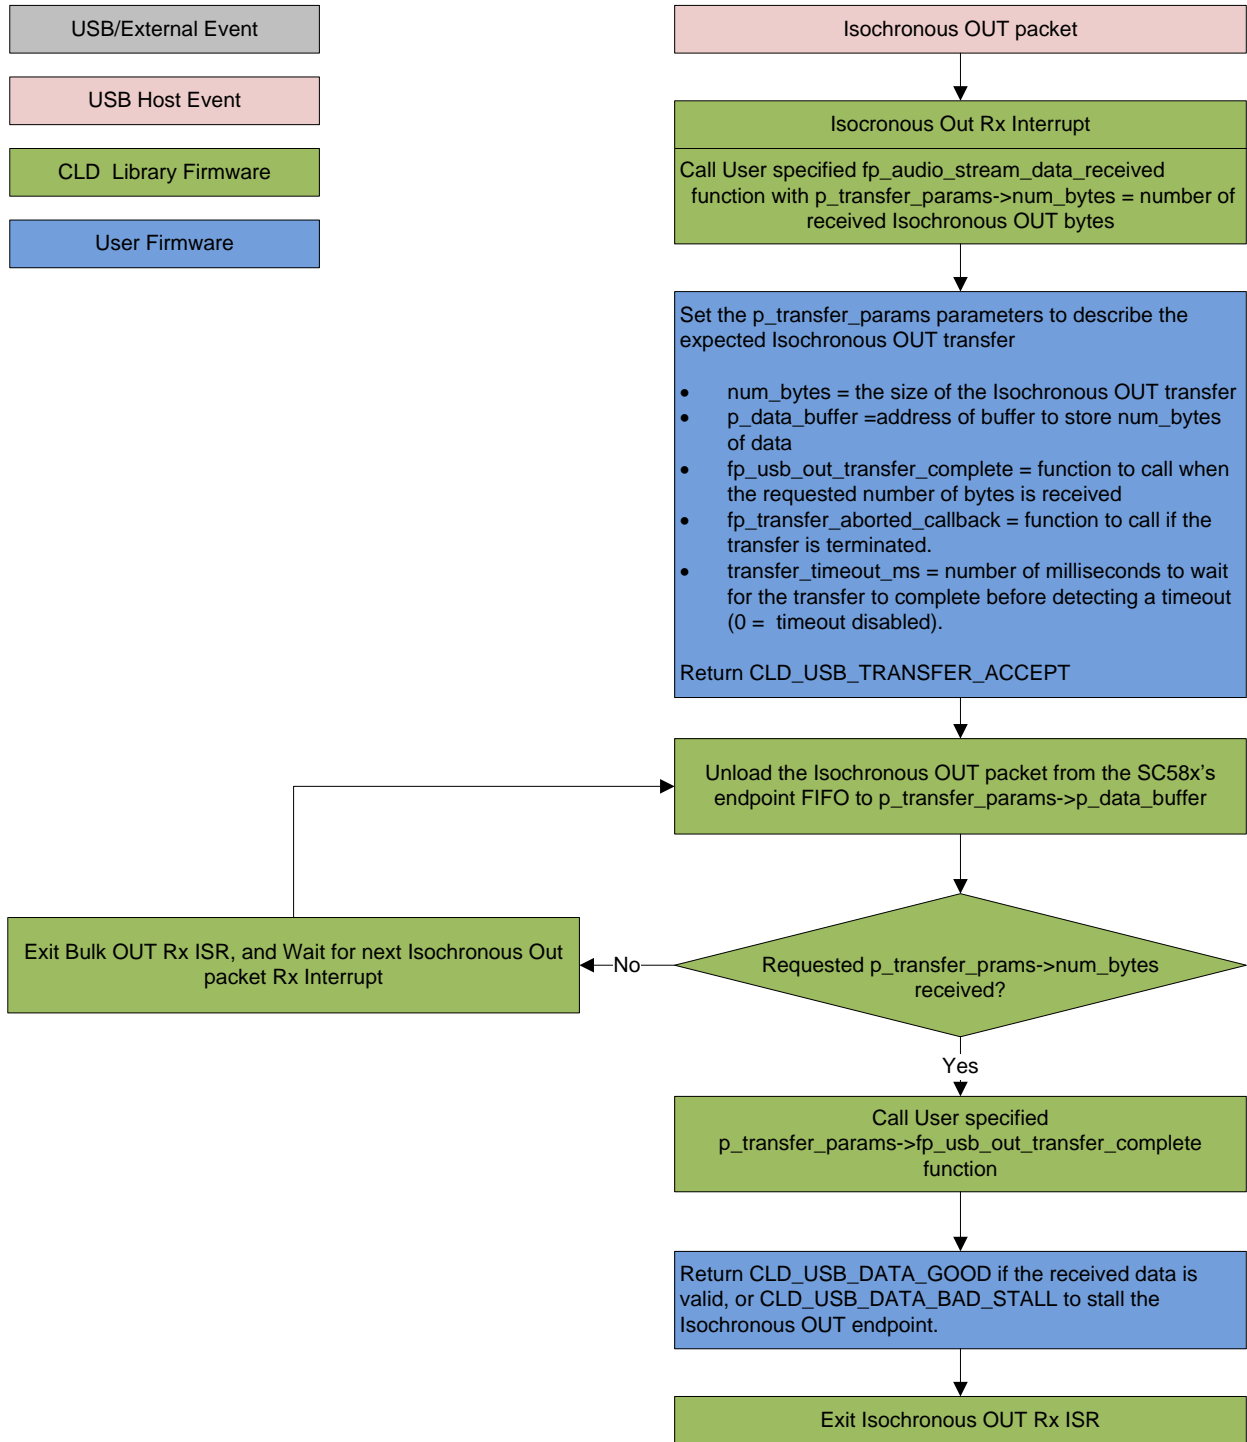 USB/External Event
USB Host Event
CLD  Library Firmware
User Firmware
Isochronous OUT packet
Isocronous Out Rx Interrupt
Call User specified fp_audio_stream_data_received
function with p_transfer_params->num_bytes = number of
received Isochronous OUT bytes
Set the p_transfer_params parameters to describe the
expected Isochronous OUT transfer
• num_bytes = the size of the Isochronous OUT transfer
• p_data_buffer =address of buffer to store num_bytes
of data
• fp_usb_out_transfer_complete = function to call when
the requested number of bytes is received
• fp_transfer_aborted_callback = function to call if the
transfer is terminated.
• transfer_timeout_ms = number of milliseconds to wait
for the transfer to complete before detecting a timeout
(0 =  timeout disabled).
Return CLD_USB_TRANSFER_ACCEPT
Unload the Isochronous OUT packet from the SC58x's
endpoint FIFO to p_transfer_params->p_data_buffer
Exit Bulk OUT Rx ISR, and Wait for next Isochronous Out
packet Rx Interrupt
No
Requested p_transfer_prams->num_bytes
received?
Yes
Call User specified
p_transfer_params->fp_usb_out_transfer_complete
function
Return CLD_USB_DATA_GOOD if the received data is
valid, or CLD_USB_DATA_BAD_STALL to stall the
Isochronous OUT endpoint.
Exit Isochronous OUT Rx ISR